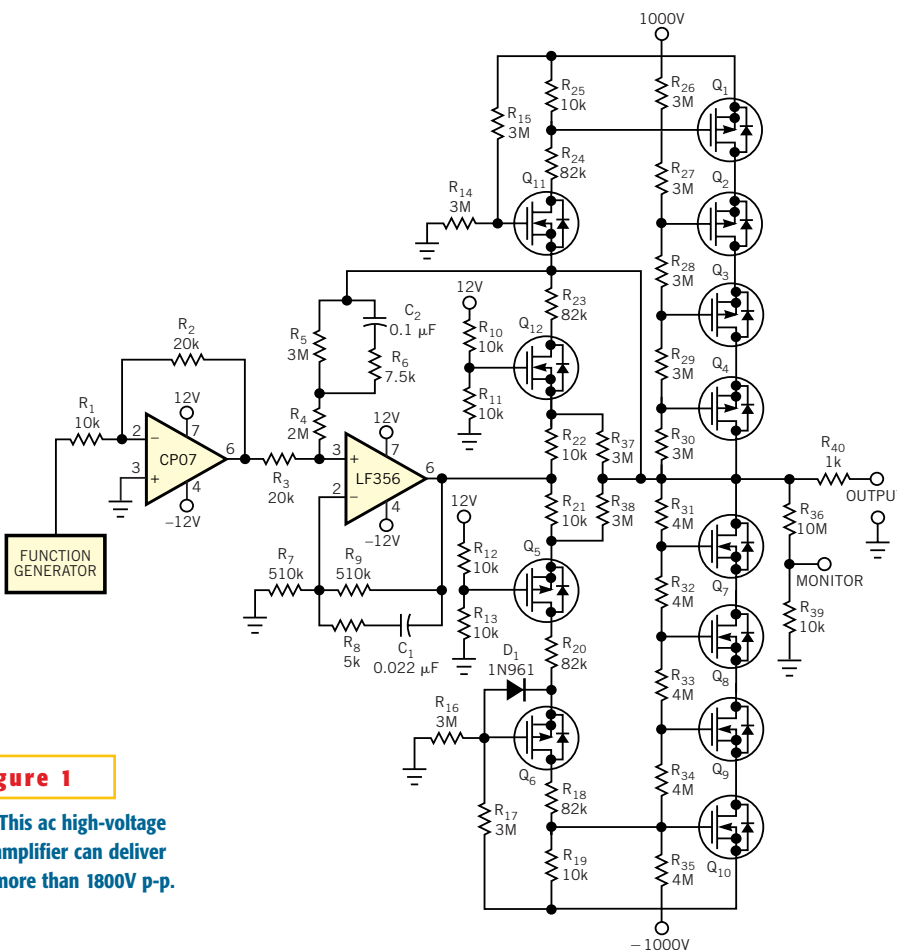 1000V
R25
10k
R26
3M
Q1
R15
3M
R24
82k
R27
3M
Q2
Q11
R14
3M
R28
3M
Q3
12V
R23
82k
C2
0.1 µF
R2
20k
R5
3M
R10
10k
Q12
R29
3M
Q4
R6
7.5k
R1
10k
12V
R4
2M
R11
10k
12V
R30
3M
2
−
7
CP07
6
3
+
4
−12V
R3
20k
3
+
7
LF356
6
2
−
4
−12V
R22
10k
R37
3M
R40
1k
OUTPU
12V
R21
10k
R38
3M
R31
4M
R36
10M
FUNCTION
GENERATOR
R7
510k
R9
510k
R12
10k
Q5
Q7
MONITOR
R32
4M
R13
10k
R39
10k
R8
5k
C1
0.022 µF
D1
1N961
R20
82k
Q8
R33
4M
R16
3M
Q6
Q9
R18
82k
R34
4M
R17
3M
R19
10k
R35
4M
Q10
−1000V
gure 1
This ac high-voltage
amplifier can deliver
more than 1800V p-p.